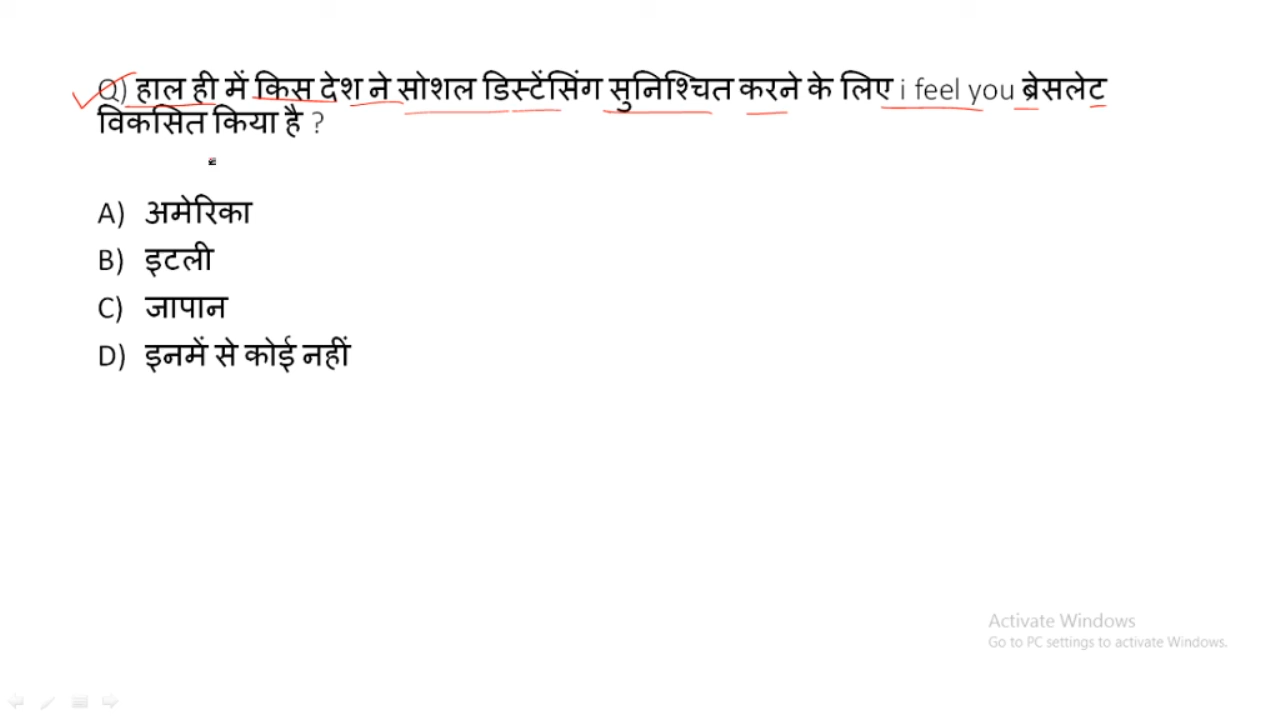 Q) हाल ही में किस देश ने सोशल डिस्टेंसिंग सुनिश्चित करने के लिए i feel you ब्रेसलेट
विकसित किया है ?
A) अमेरिका
B) इटली
C) जापान
D) इनमें से कोई नहीं
Activate Windows
Go to PC settings to activate Windows.